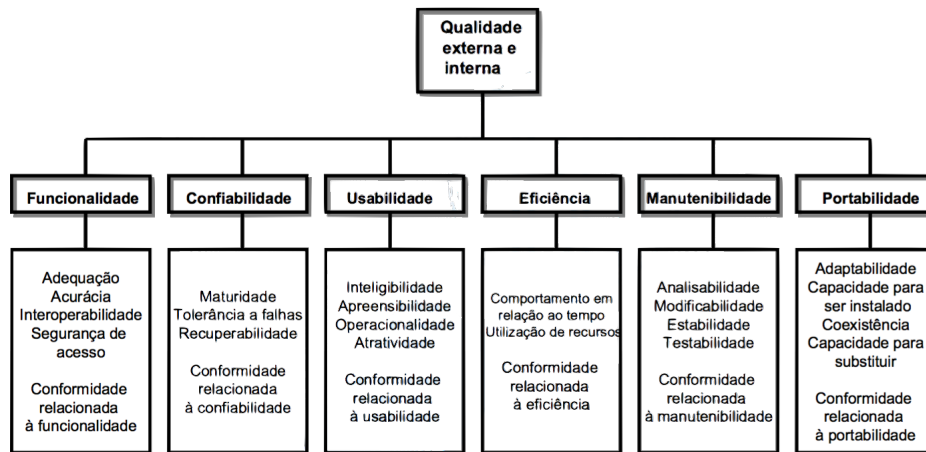 Qualidade
externa e
interna
Funcionalidade
Confiabilidade
Usabilidade
Eficiência
Manutenibilidade
Portabilidade
Adequação
Acurácia
Interoperabilidade
Segurança de
acesso
Conformidade
relacionada
à funcionalidade
Maturidade
Tolerância a falhas
Recuperabilidade
Conformidade
relacionada
à confiabilidade
Inteligibilidade
Apreensibilidade
Operacionalidade
Atratividade
Conformidade
relacionada
à usabilidade
Comportamento em
relação ao tempo
Utilização de recursos
Conformidade
relacionada
à eficiência
Analisabilidade
Modificabilidade
Estabilidade
Testabilidade
Conformidade
relacionada
à manutenibilidade
Adaptabilidade
Capacidade para
ser instalado
Coexistência
Capacidade para
substituir
Conformidade
relacionada
à portabilidade